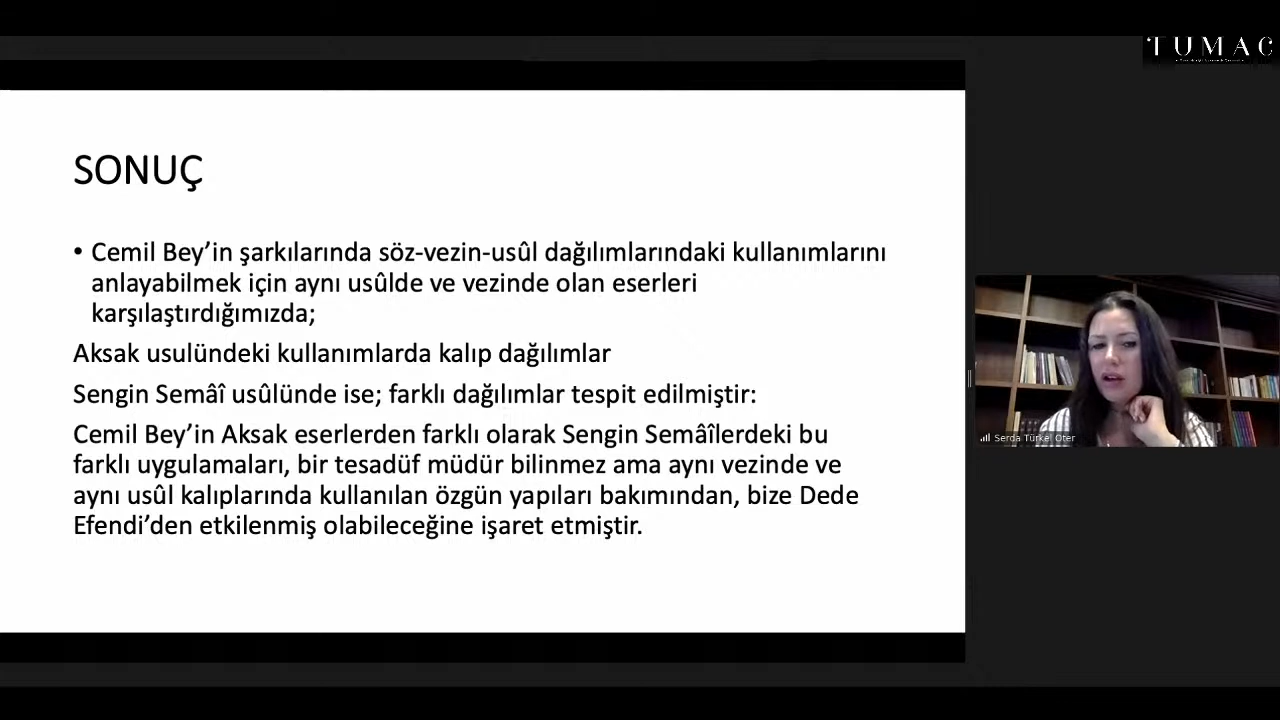 TUMAC
SONUÇ
• Cemil Bey’in şarkılarında söz-vezin-usûl dağılımlarındaki kullanımlarını
anlayabilmek için aynı usûlde ve vezinde olan eserleri
karşılaştırdığımızda;
Aksak usulündeki kullanımlarda kalıp dağılımlar
Sengin Semâî usûlünde ise; farklı dağılımlar tespit edilmiştir:
Cemil Bey’in Aksak eserlerden farklı olarak Sengin Semâîlerdeki bu
farklı uygulamaları, bir tesadüf müdür bilinmez ama aynı vezinde ve
aynı usûl kalıplarında kullanılan özgün yapıları bakımından, bize Dede
Efendi’den etkilenmiş olabileceğine işaret etmiştir.
Serda Türkel Oter